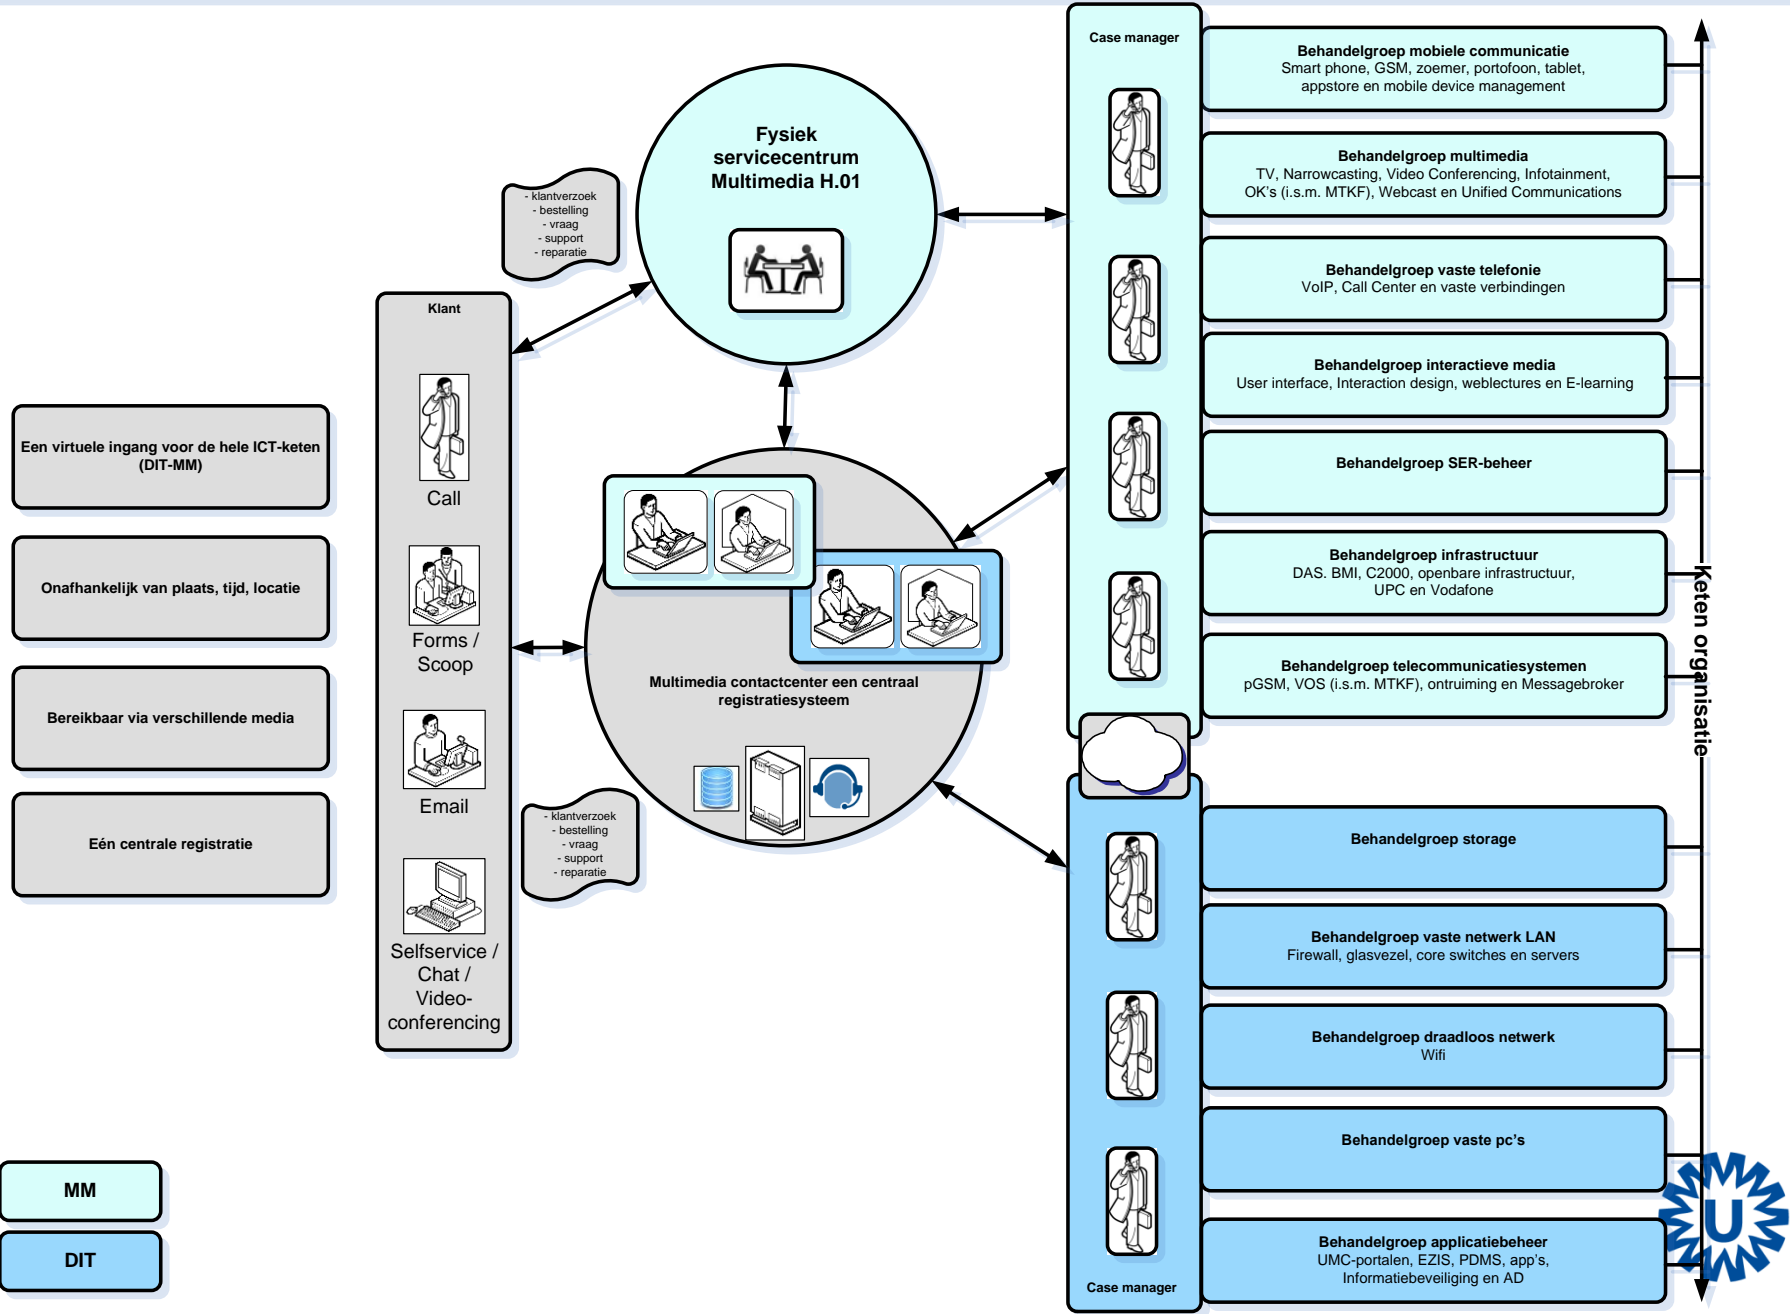 Case manager
Behandelgroep mobiele communicatie
Smart phone, GSM, zoemer, portofoon, tablet,
appstore en mobile device management
Fysiek
servicecentrum
Multimedia H.01
Behandelgroep multimedia
TV, Narrowcasting, Video Conferencing, Infotainment,
OK's (i.s.m. MTKF), Webcast en Unified Communications
- klantverzoek
- bestelling
- vraag
- support
- reparatie
Behandelgroep vaste telefonie
VoIP, Call Center en vaste verbindingen
Klant
Call
Forms /
Scoop
Email
Selfservice /
Chat /
Video-
conferencing
Behandelgroep interactieve media
User interface, Interaction design, weblectures en E-learning
Een virtuele ingang voor de hele ICT-keten
(DIT-MM)
Onafhankelijk van plaats, tijd, locatie
Bereikbaar via verschillende media
Eén centrale registratie
Behandelgroep SER-beheer
Behandelgroep infrastructuur
DAS. BMI, C2000, openbare infrastructuur,
UPC en Vodafone
Keten organisatie
Behandelgroep telecommunicatiesystemen
pGSM, VOS (i.s.m. MTKF), ontruiming en Messagebroker
Multimedia contactcenter een centraal
registratiesysteem
- klantverzoek
- bestelling
- vraag
- support
- reparatie
Behandelgroep storage
Behandelgroep vaste netwerk LAN
Firewall, glasvezel, core switches en servers
Behandelgroep draadloos netwerk
Wifi
Behandelgroep vaste pc's
Behandelgroep applicatiebeheer
UMC-portalen, EZIS, PDMS, app's,
Informatiebeveiliging en AD
Case manager
MM
DIT
U